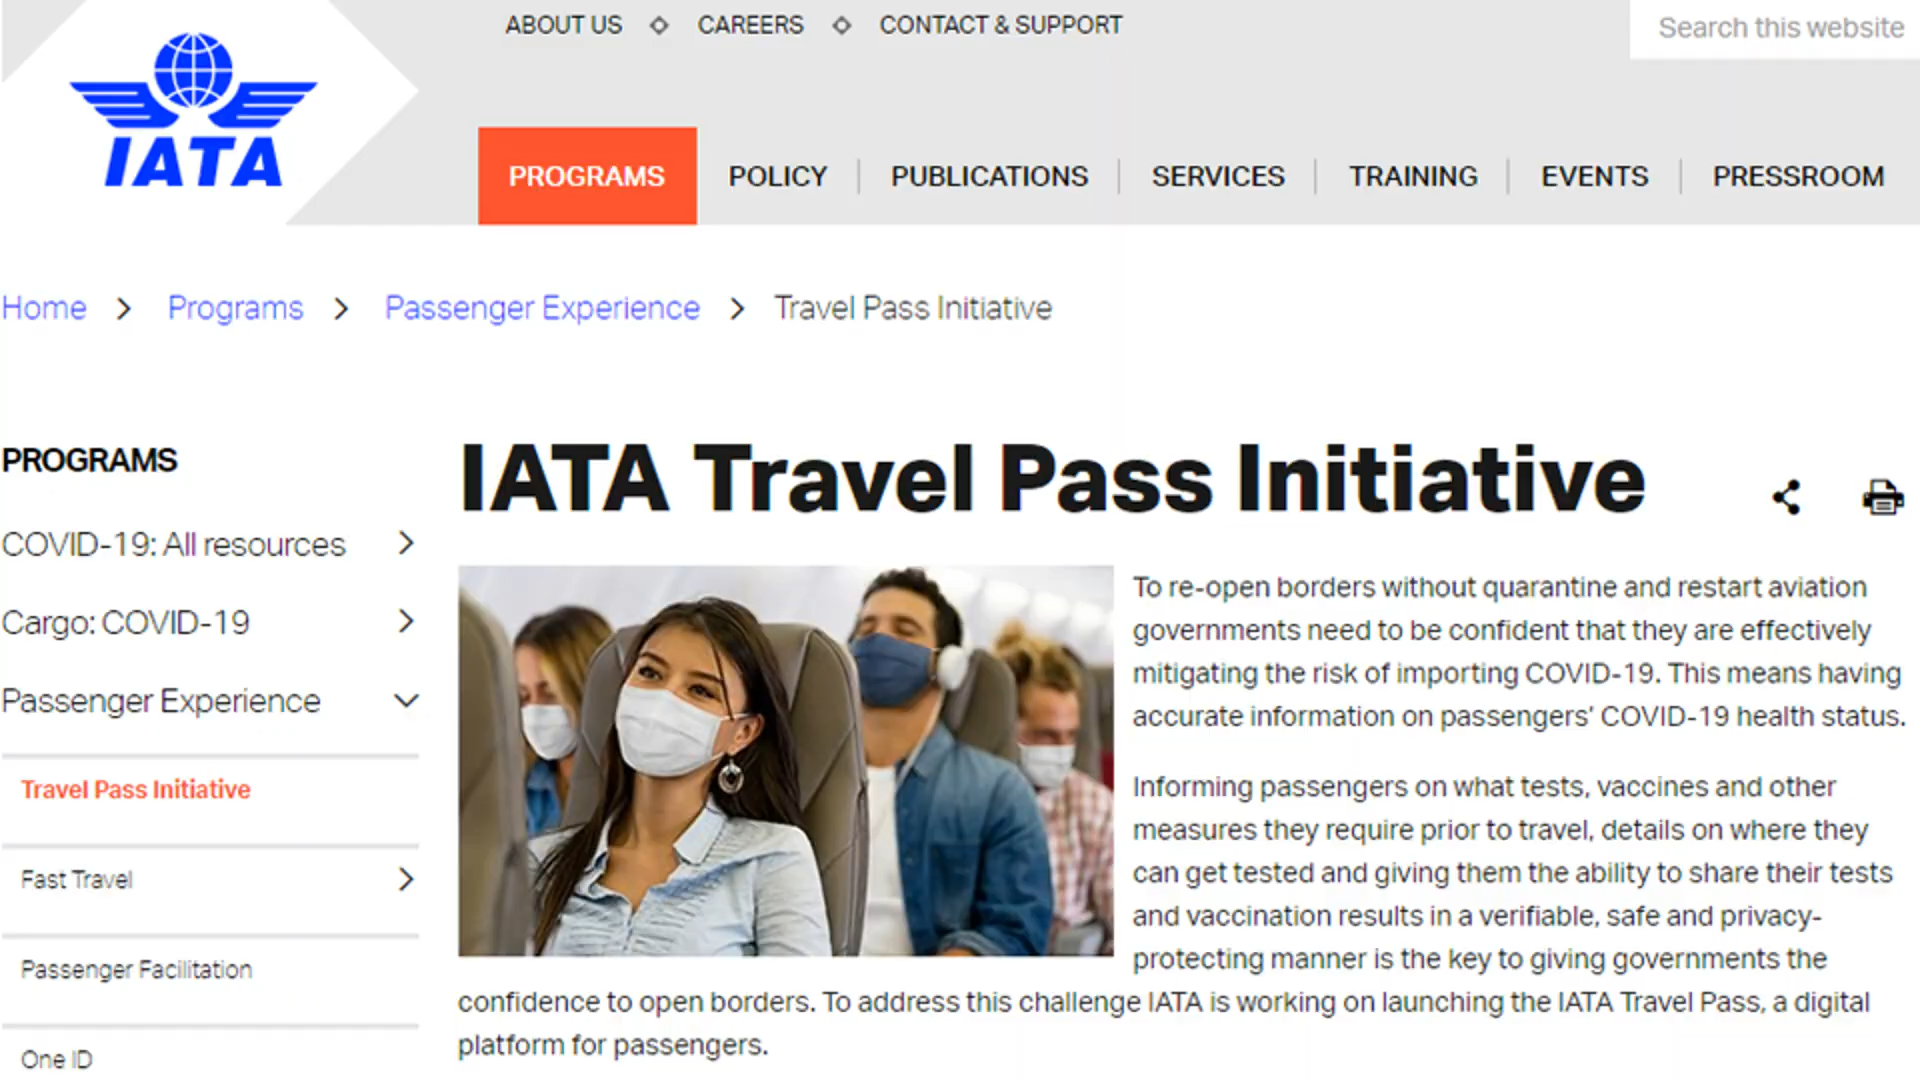 IATA
ABOUT US
CAREERS
CONTACT & SUPPORT
Search this website
PROGRAMS
POLICY
PUBLICATIONS
SERVICES
TRAINING
EVENTS
PRESSROOM
Home
Programs
Passenger Experience
Travel Pass Initiative
PROGRAMS
COVID-19: All resources
Cargo: COVID-19
Passenger Experience
Travel Pass Initiative
Fast Travel
Passenger Facilitation
One ID
IATA Travel Pass Initiative
To re-open borders without quarantine and restart aviation
governments need to be confident that they are effectively
mitigating the risk of importing COVID-19. This means having
accurate information on passengers' COVID-19 health status.
Informing passengers on what tests, vaccines and other
measures they require prior to travel, details on where they
can get tested and giving them the ability to share their tests
and vaccination results in a verifiable, safe and privacy-
protecting manner is the key to giving governments the
confidence to open borders. To address this challenge IATA is working on launching the IATA Travel Pass, a digital
platform for passengers.